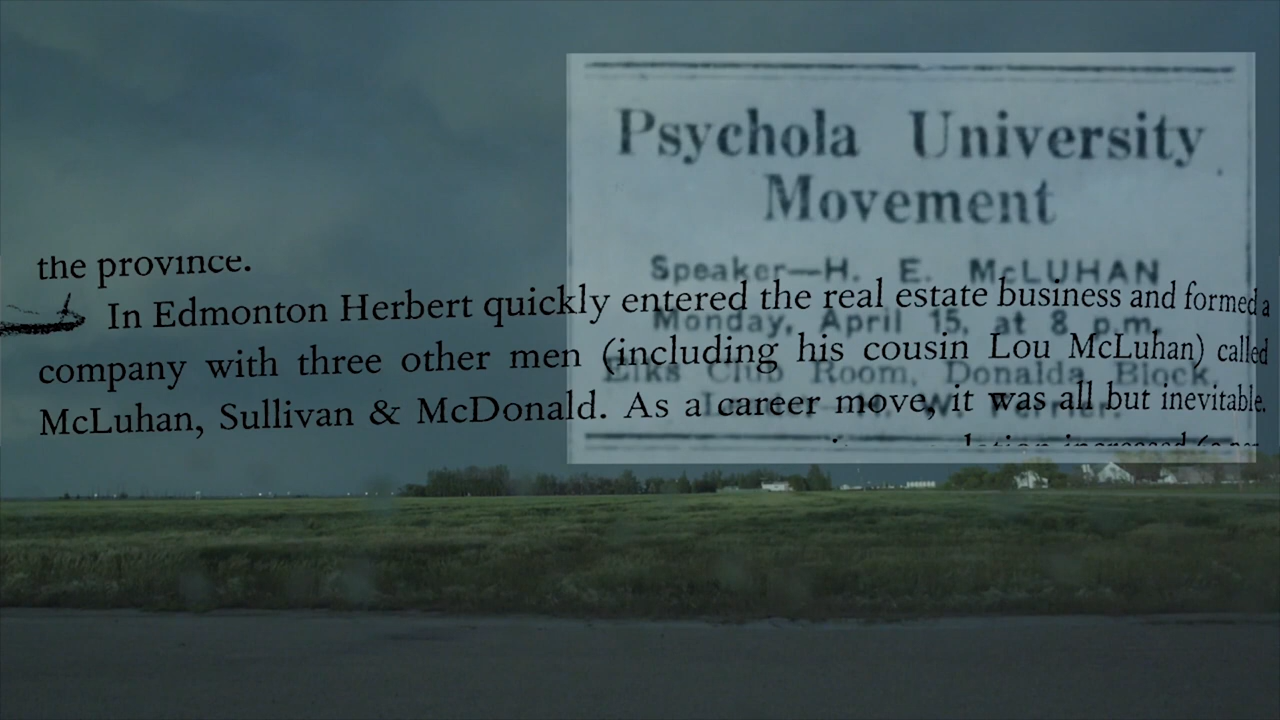 Psychola University
Movement
Speaker—H. E. McLUHAN
Monday, April 15, at 8 p.m.
Elks Club Room, Donalda Block,
the province.
In Edmonton Herbert quickly entered the real estate business and formed a
company with three other men (including his cousin Lou McLuhan) called
McLuhan, Sullivan & McDonald. As a career move, it was all but inevitable.